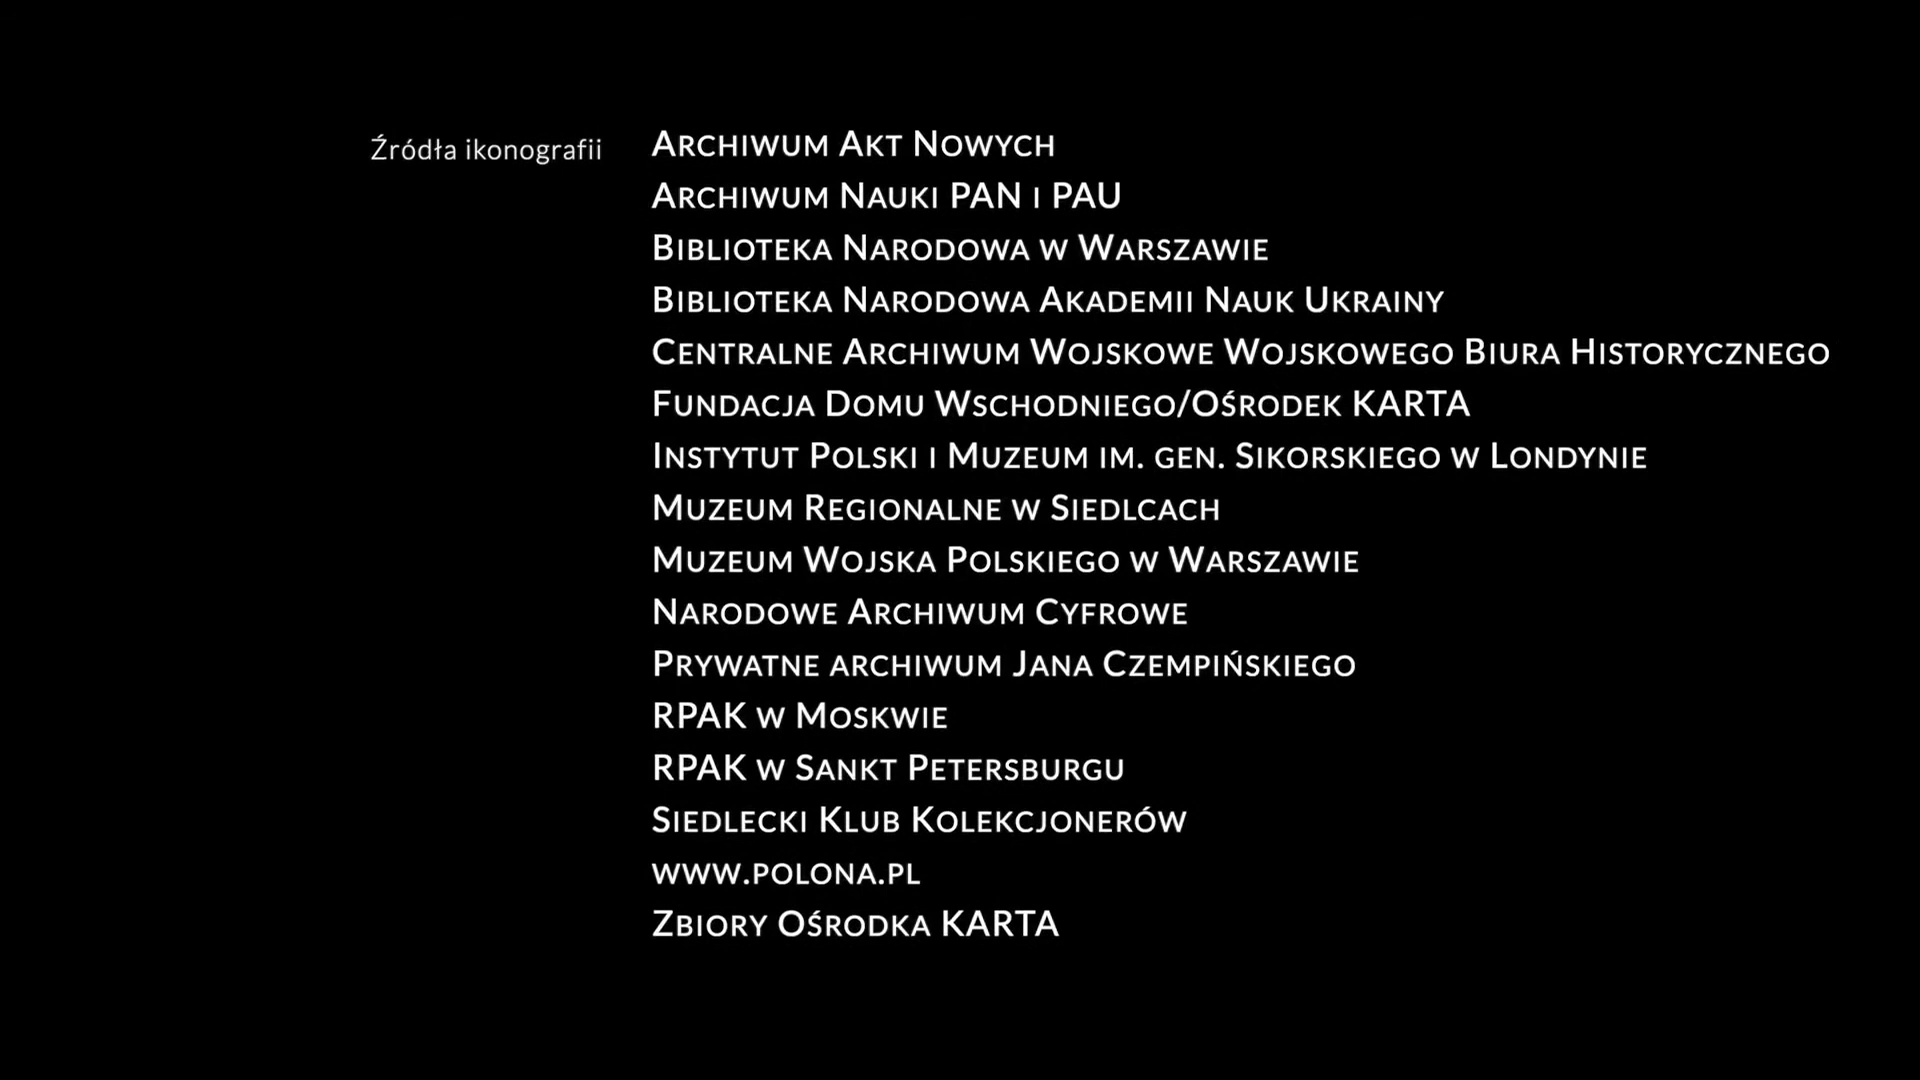 Źródła ikonografii
Archiwum Akt Nowych
Archiwum Nauki PAN i PAU
Biblioteka Narodowa w Warszawie
Biblioteka Narodowa Akademii Nauk Ukrainy
Centralne Archiwum Wojskowe Wojskowego Biura Historycznego
Fundacja Domu Wschodniego/Ośrodek KARTA
Instytut Polski i Muzeum im. gen. Sikorskiego w Londynie
Muzeum Regionalne w Siedlcach
Muzeum Wojska Polskiego w Warszawie
Narodowe Archiwum Cyfrowe
Prywatne archiwum Jana Czempińskiego
RPAK w Moskwie
RPAK w Sankt Petersburgu
Siedlecki Klub Kolekcjonerów
www.polona.pl
Zbiory Ośrodka KARTA